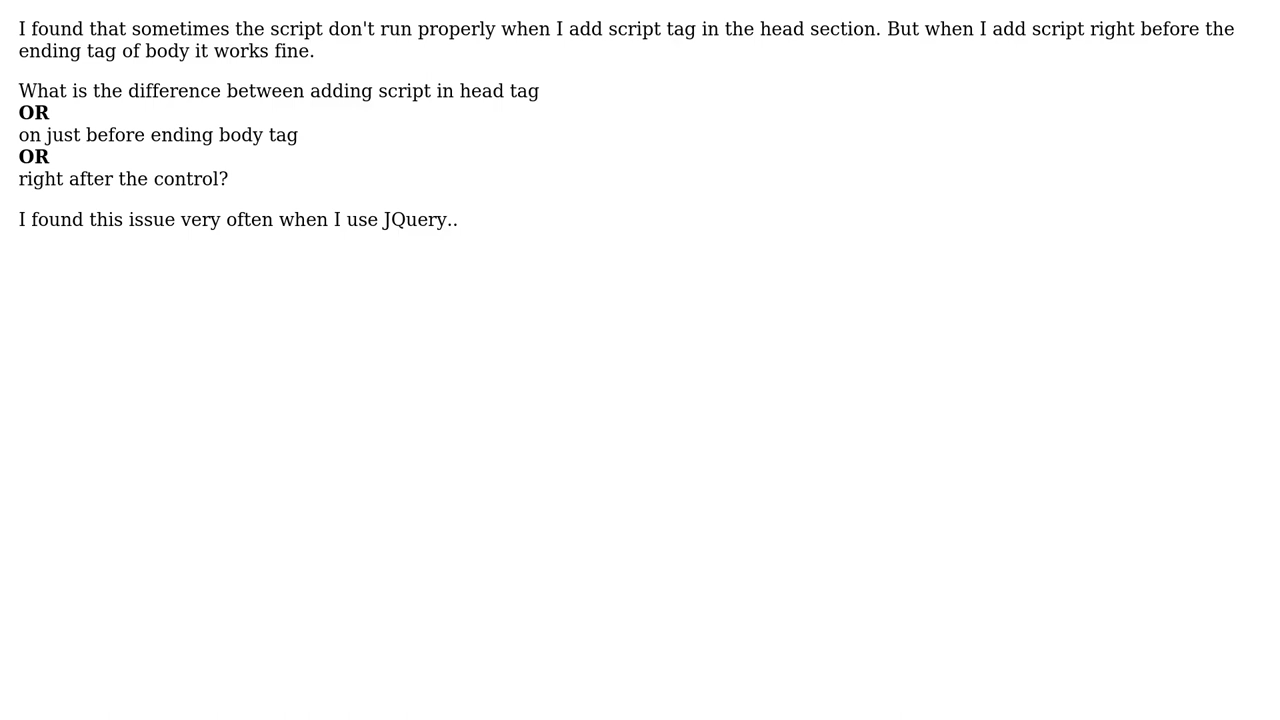 I found that sometimes the script don't run properly when I add script tag in the head section. But when I add script right before the
ending tag of body it works fine.
What is the difference between adding script in head tag
OR
on just before ending body tag
OR
right after the control?
I found this issue very often when I use JQuery..